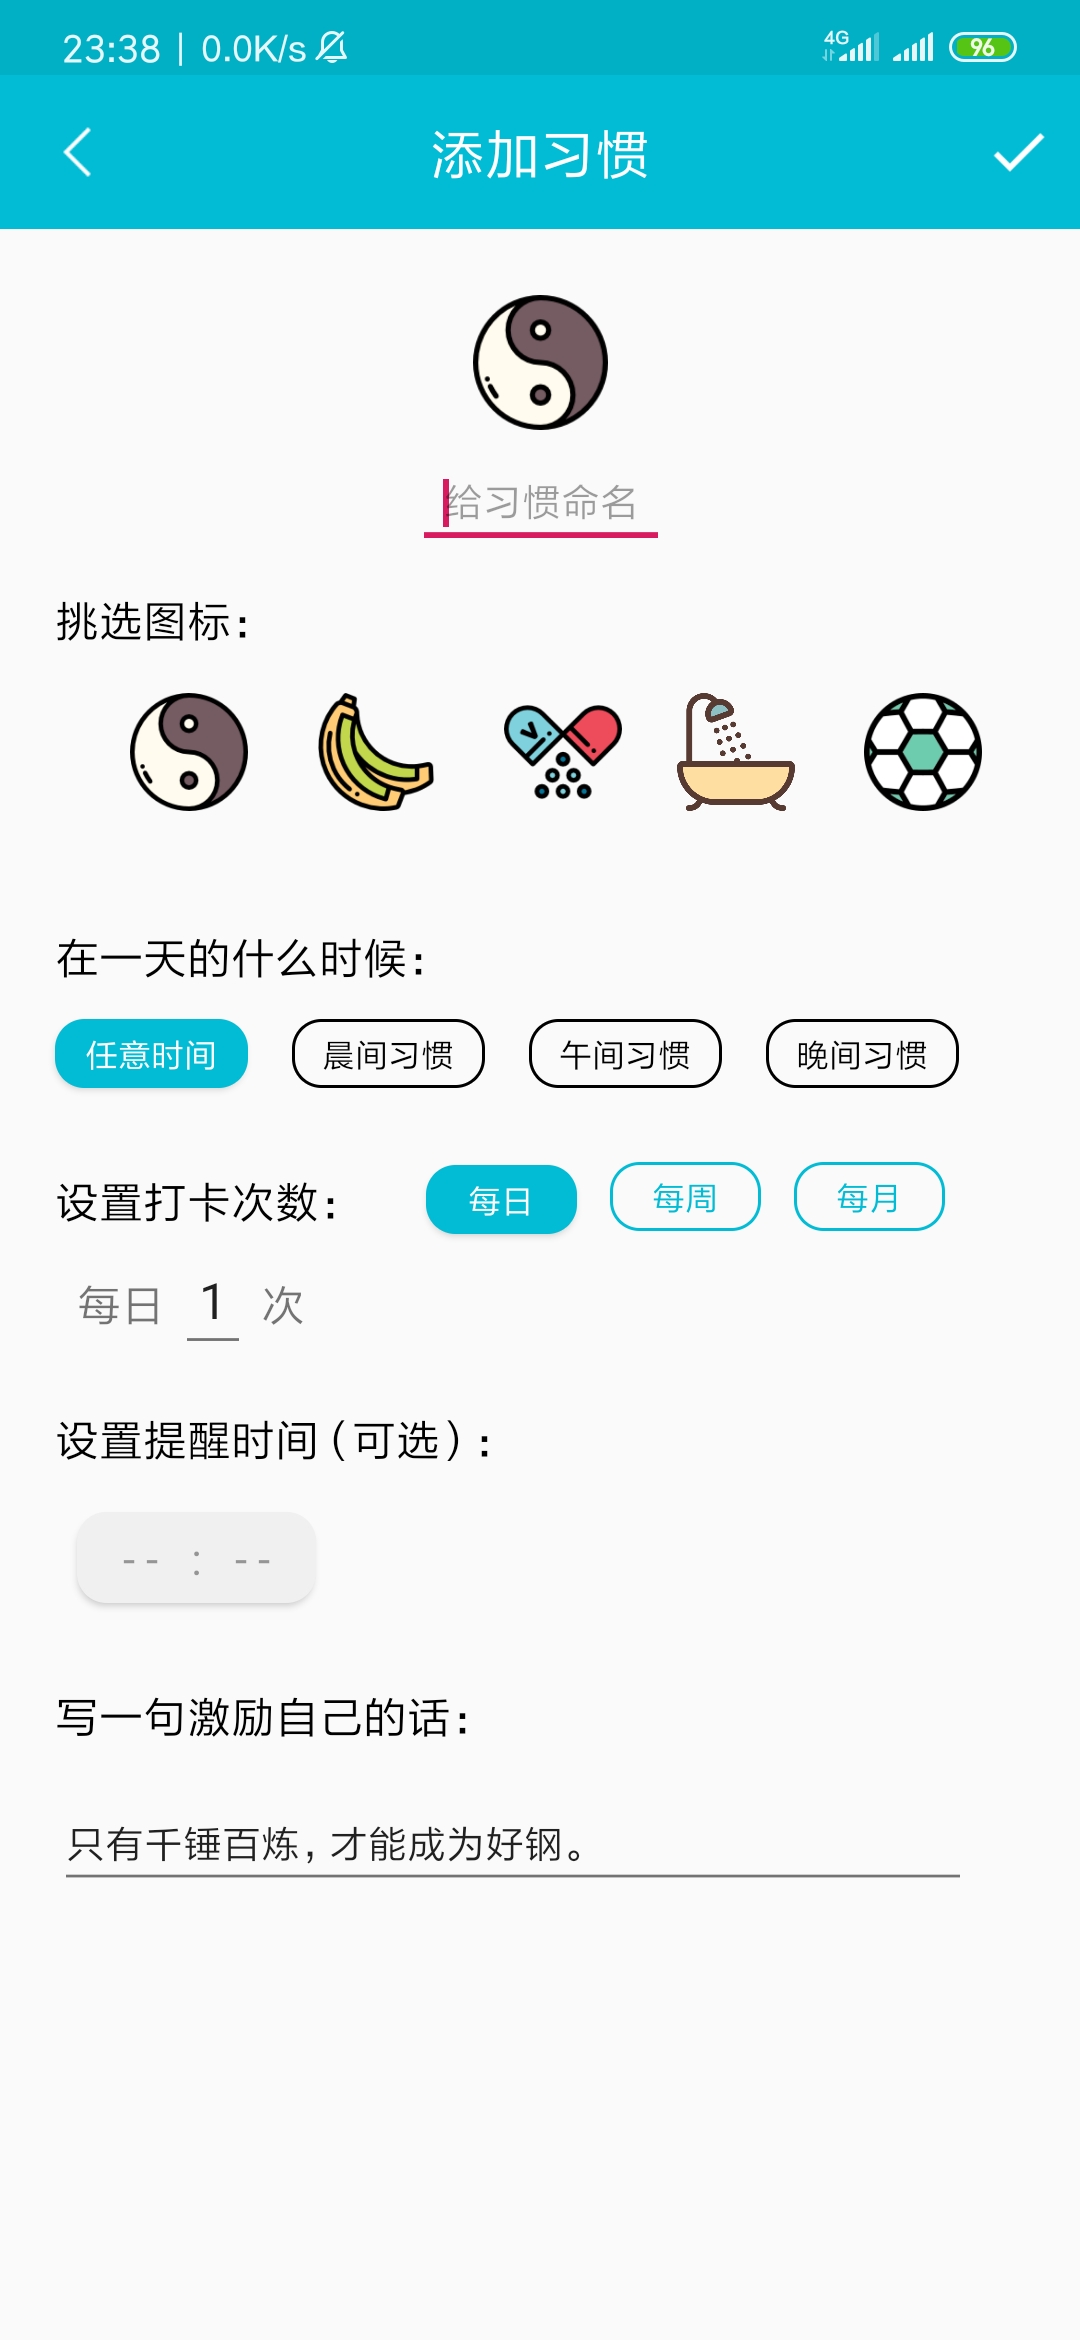 23:38 | 0.0K/s 4G 96
添加习惯
给习惯命名
挑选图标:
在一天的什么时候:
任意时间 晨间习惯 午间习惯 晚间习惯
设置打卡次数: 每日 每周 每月
每日 1 次
设置提醒时间(可选):
-- : --
写一句激励自己的话:
只有千锤百炼,才能成为好钢。